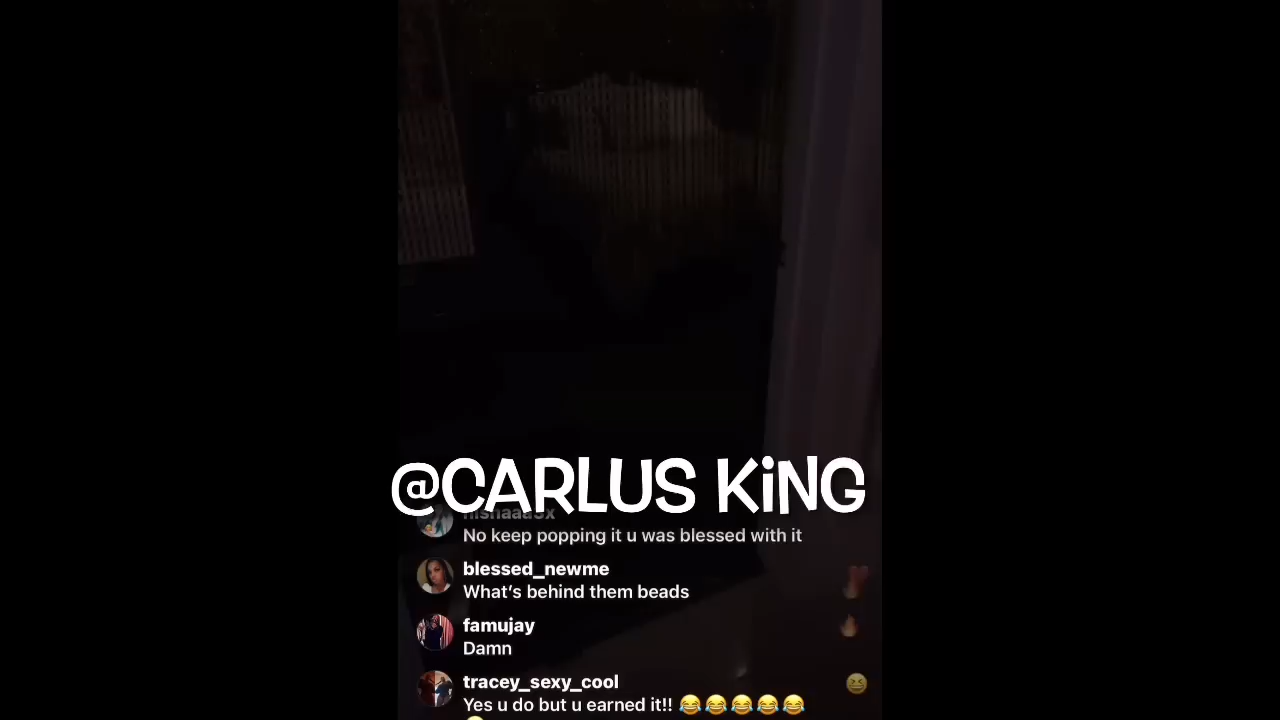 @CARLUS KiNG
No keep popping it u was blessed with it
blessed_newme
What's behind them beads
famujay
Damn
tracey_sexy_cool
Yes u do but u earned it!! 😂😂😂😂😂